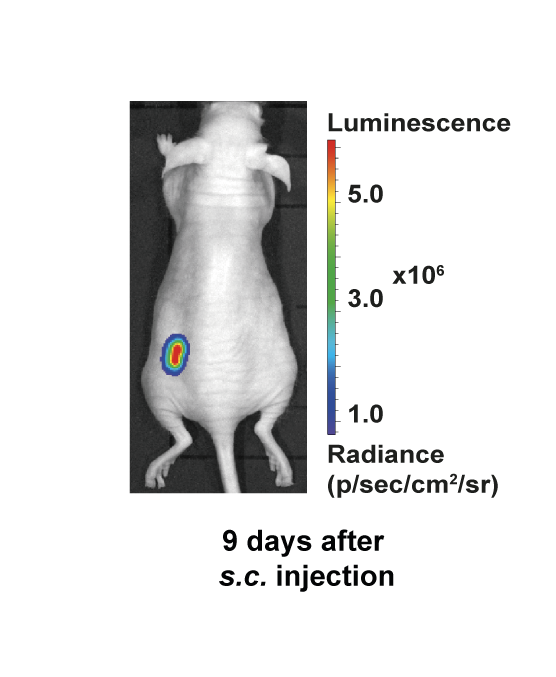 Luminescence
5.0
x10⁶
3.0
1.0
Radiance
(p/sec/cm²/sr)
9 days after
s.c. injection